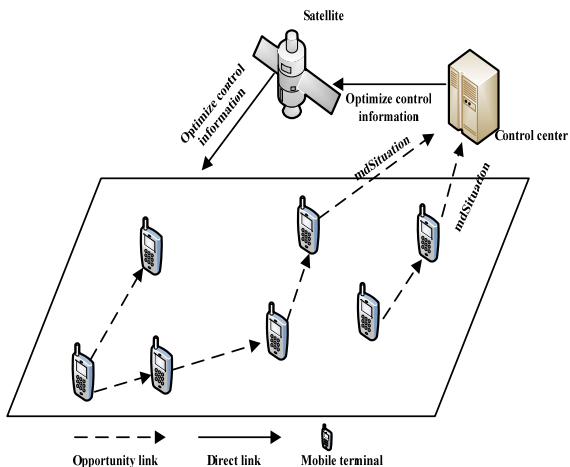 Satellite
Optimize control
information
Optimize control
information
Control center
mdSituation
mdSituation
Opportunity link
Direct link
Mobile terminal